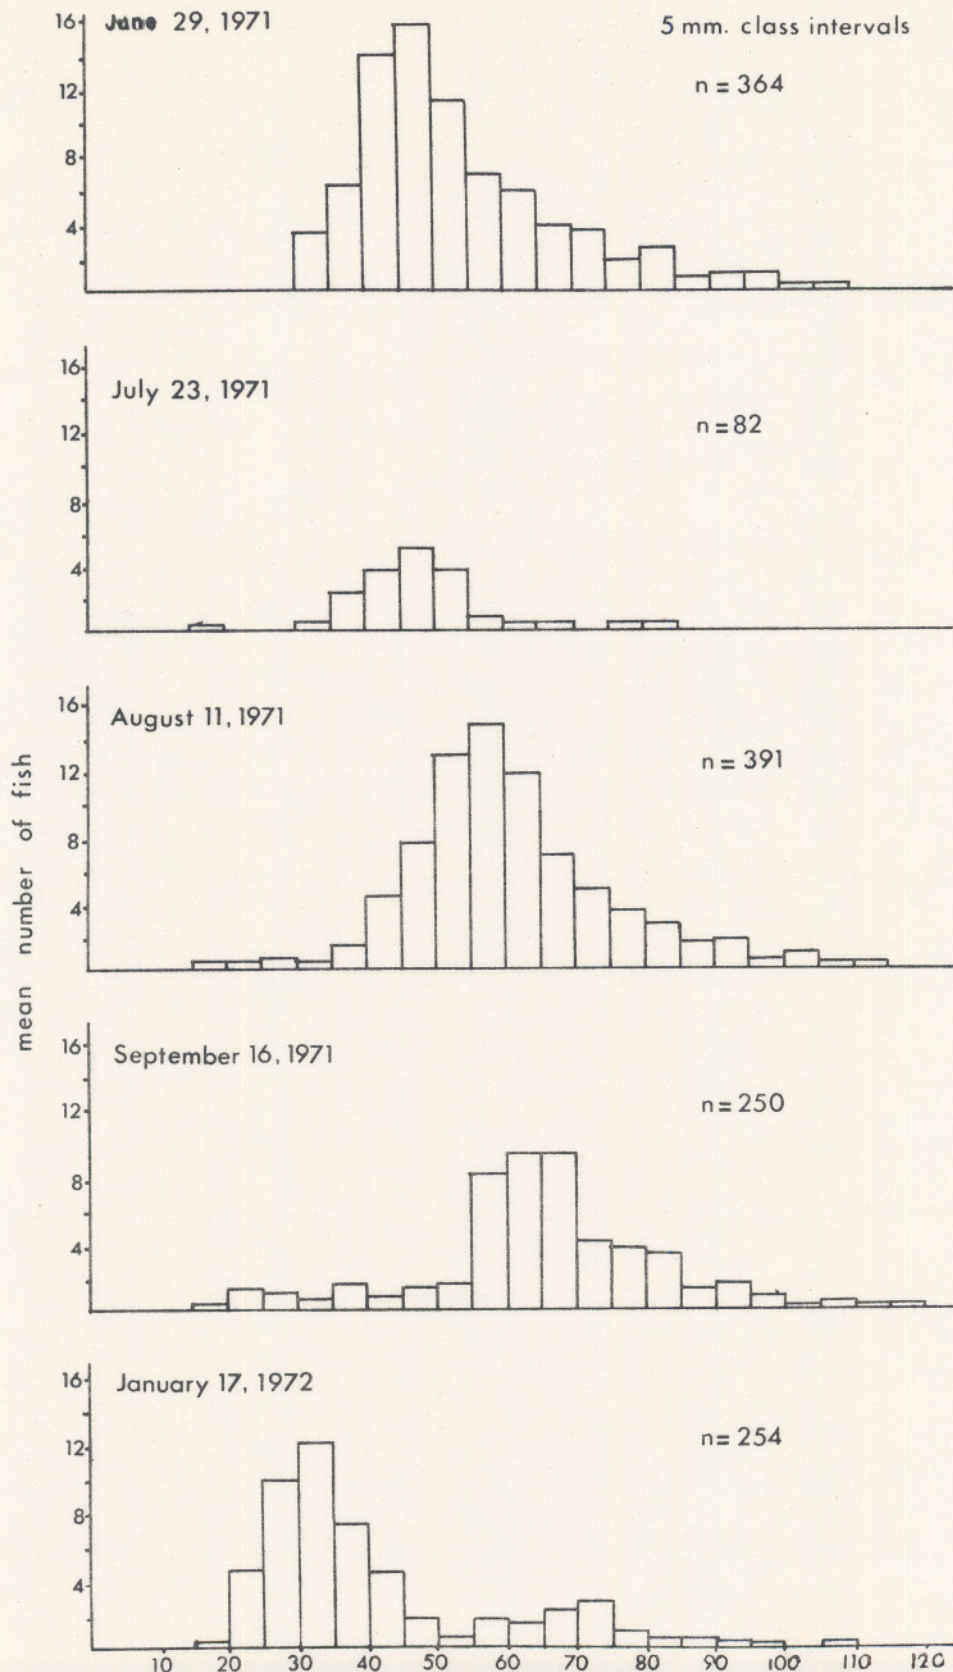 June 29, 1971
5 mm. class intervals
n = 364
16
12
8
4
July 23, 1971
n = 82
16
12
8
4
August 11, 1971
n = 391
16
12
8
4
mean number of fish
September 16, 1971
n = 250
16
12
8
4
January 17, 1972
n = 254
16
12
8
4
10 20 30 40 50 60 70 80 90 100 110 120